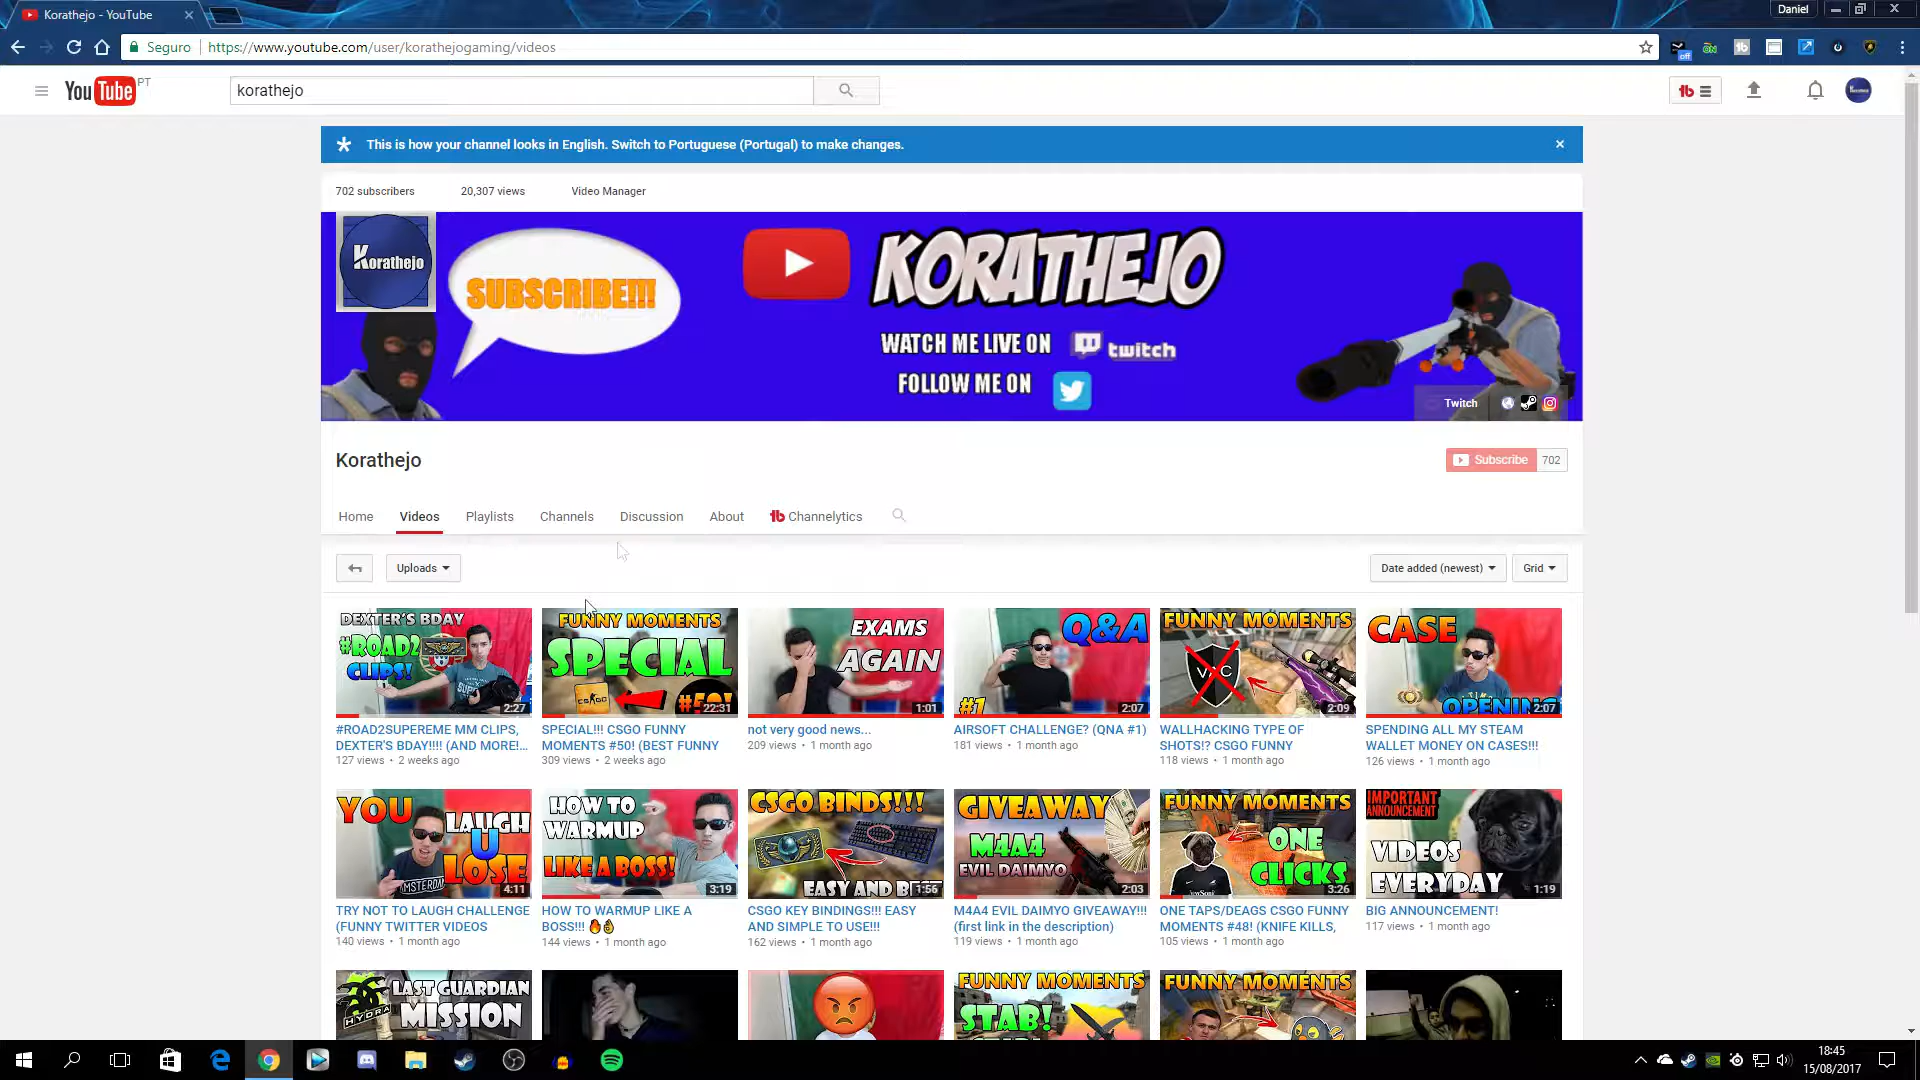 Korathejo - YouTube
Daniel
Seguro
https://www.youtube.com/user/korathejogaming/videos
off
ON
YouTube PT
korathejo
This is how your channel looks in English. Switch to Portuguese (Portugal) to make changes.
702 subscribers
20,307 views
Video Manager
Korathejo
SUBSCRIBE!!!
KORATHEJO
WATCH ME LIVE ON twitch
FOLLOW ME ON
Twitch
Korathejo
Subscribe 702
Home
Videos
Playlists
Channels
Discussion
About
Channelytics
Uploads
Date added (newest)
Grid
DEXTER'S BDAY
#ROAD2
CLIPS!
2:27
FUNNY MOMENTS
SPECIAL
#50!
22:31
EXAMS
AGAIN
1:01
Q&A
#1
2:07
FUNNY MOMENTS
2:09
CASE
OPENING
2:07
#ROAD2SUPEREME MM CLIPS,
DEXTER'S BDAY!!!! (AND MORE!...
127 views • 2 weeks ago
SPECIAL!!! CSGO FUNNY
MOMENTS #50! (BEST FUNNY
309 views • 2 weeks ago
not very good news...
209 views • 1 month ago
AIRSOFT CHALLENGE? (QNA #1)
181 views • 1 month ago
WALLHACKING TYPE OF
SHOTS!? CSGO FUNNY
118 views • 1 month ago
SPENDING ALL MY STEAM
WALLET MONEY ON CASES!!!
126 views • 1 month ago
YOU
LAUGH
U
LOSE
AMSTERDAM
4:11
HOW TO
WARMUP
LIKE A BOSS!
3:19
CSGO BINDS!!!
EASY AND
1:56
GIVEAWAY
M4A4
EVIL DAIMYO
2:03
FUNNY MOMENTS
ONE
CLICKS
3:26
IMPORTANT
ANNOUNCEMENT
VIDEOS
EVERYDAY
1:19
TRY NOT TO LAUGH CHALLENGE
(FUNNY TWITTER VIDEOS
140 views • 1 month ago
HOW TO WARMUP LIKE A
BOSS!!! 🔥👌
144 views • 1 month ago
CSGO KEY BINDINGS!!! EASY
AND SIMPLE TO USE!!!
162 views • 1 month ago
M4A4 EVIL DAIMYO GIVEAWAY!!!
(first link in the description)
119 views • 1 month ago
ONE TAPS/DEAGS CSGO FUNNY
MOMENTS #48! (KNIFE KILLS,
105 views • 1 month ago
BIG ANNOUNCEMENT!
117 views • 1 month ago
HYDRA
LAST GUARDIAN
MISSION
FUNNY MOMENTS
STAB!
FUNNY MOMENTS
18:45
15/08/2017